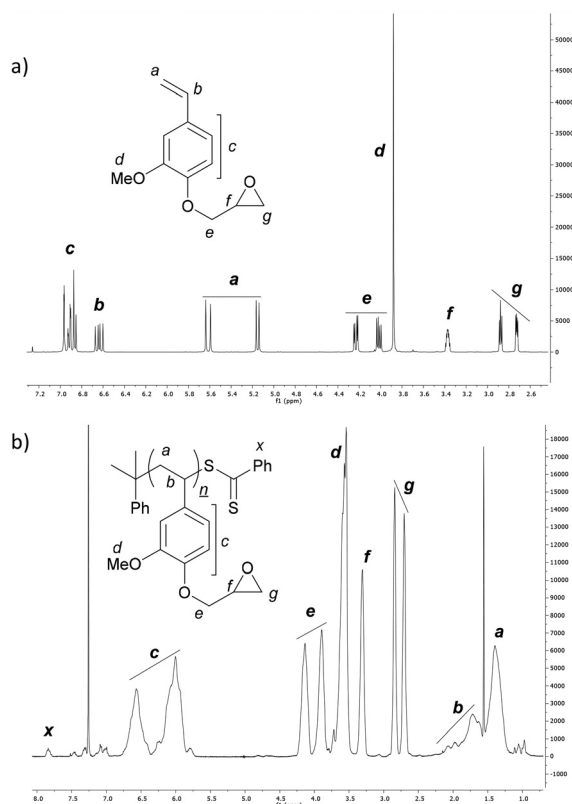 a)
a
b
d
MeO
c
O
f
O
g
e
d
c
b
a
e
f
g
50000
45000
40000
35000
30000
25000
20000
15000
10000
5000
0
7.2 7.0 6.8 6.6 6.4 6.2 6.0 5.8 5.6 5.4 5.2 5.0 4.8 4.6 4.4 4.2 4.0 3.8 3.6 3.4 3.2 3.0 2.8 2.6
f1 (ppm)
b)
a
x
S
Ph
b
n
Ph
S
d
MeO
c
O
f
O
g
e
d
g
f
e
c
a
b
x
18000
17000
16000
15000
14000
13000
12000
11000
10000
9000
8000
7000
6000
5000
4000
3000
2000
1000
0
-1000
8.0 7.5 7.0 6.5 6.0 5.5 5.0 4.5 4.0 3.5 3.0 2.5 2.0 1.5 1.0